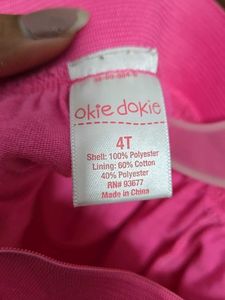 okie dokie
4T
Shell: 100% Polyester
Lining: 60% Cotton
40% Polyester
RN# 93677
Made in China